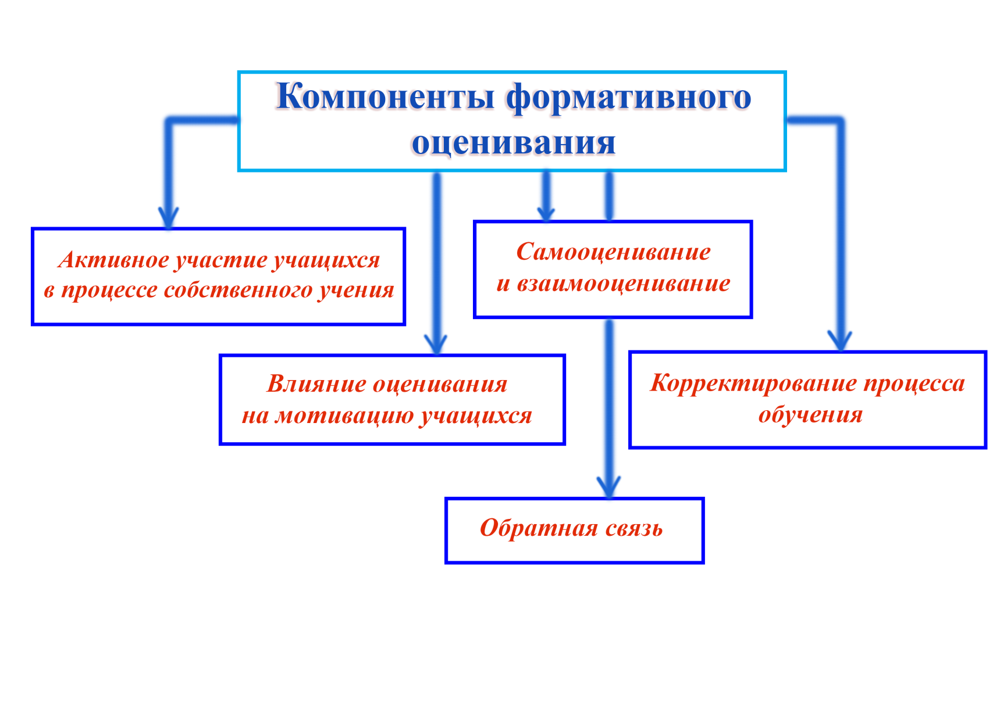 Компоненты формативного
оценивания
Активное участие учащихся
в процессе собственного учения
Самооценивание
и взаимооценивание
Влияние оценивания
на мотивацию учащихся
Корректирование процесса
обучения
Обратная связь